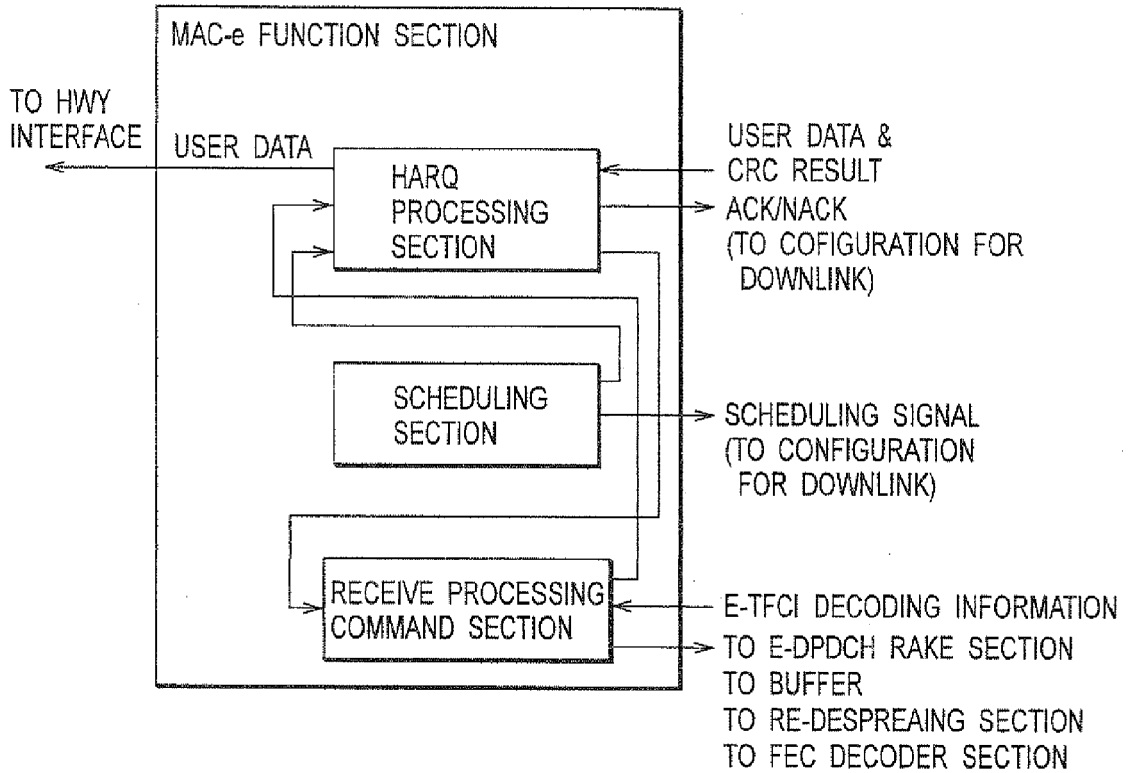 MAC-e FUNCTION SECTION
TO HWY
INTERFACE
USER DATA
HARQ
PROCESSING
SECTION
USER DATA &
CRC RESULT
ACK/NACK
(TO COFIGURATION FOR
DOWNLINK)
SCHEDULING
SECTION
SCHEDULING SIGNAL
(TO CONFIGURATION
FOR DOWNLINK)
RECEIVE PROCESSING
COMMAND SECTION
E-TFCI DECODING INFORMATION
TO E-DPDCH RAKE SECTION
TO BUFFER
TO RE-DESPREAING SECTION
TO FEC DECODER SECTION